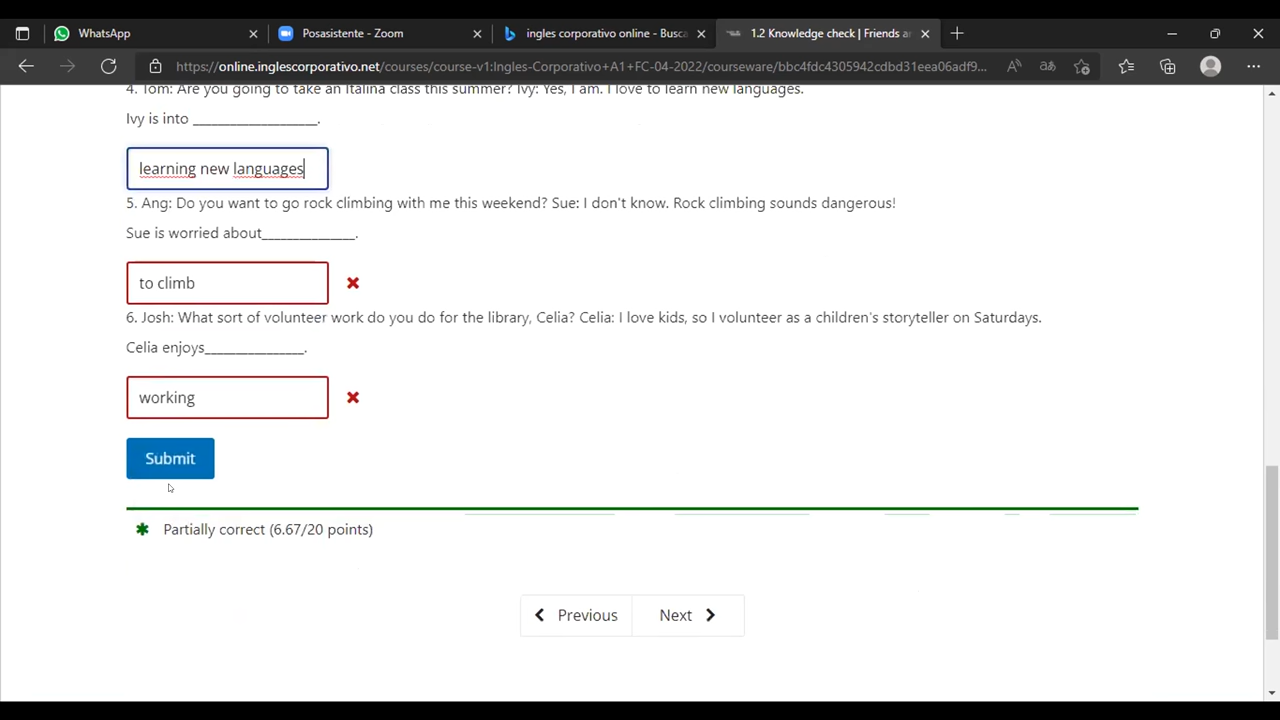 WhatsApp
Posasistente - Zoom
ingles corporativo online - Busca
1.2 Knowledge check | Friends a
https://online.inglescorporativo.net/courses/course-v1:Ingles-Corporativo+A1+FC-04-2022/courseware/bbc4fdc4305942cdbd31eea06adf9...
4. Tom: Are you going to take an Italina class this summer? Ivy: Yes, I am. I love to learn new languages.
Ivy is into __________________.
learning new languages
5. Ang: Do you want to go rock climbing with me this weekend? Sue: I don't know. Rock climbing sounds dangerous!
Sue is worried about______________.
to climb
6. Josh: What sort of volunteer work do you do for the library, Celia? Celia: I love kids, so I volunteer as a children's storyteller on Saturdays.
Celia enjoys_______________.
working
Submit
Partially correct (6.67/20 points)
Previous
Next